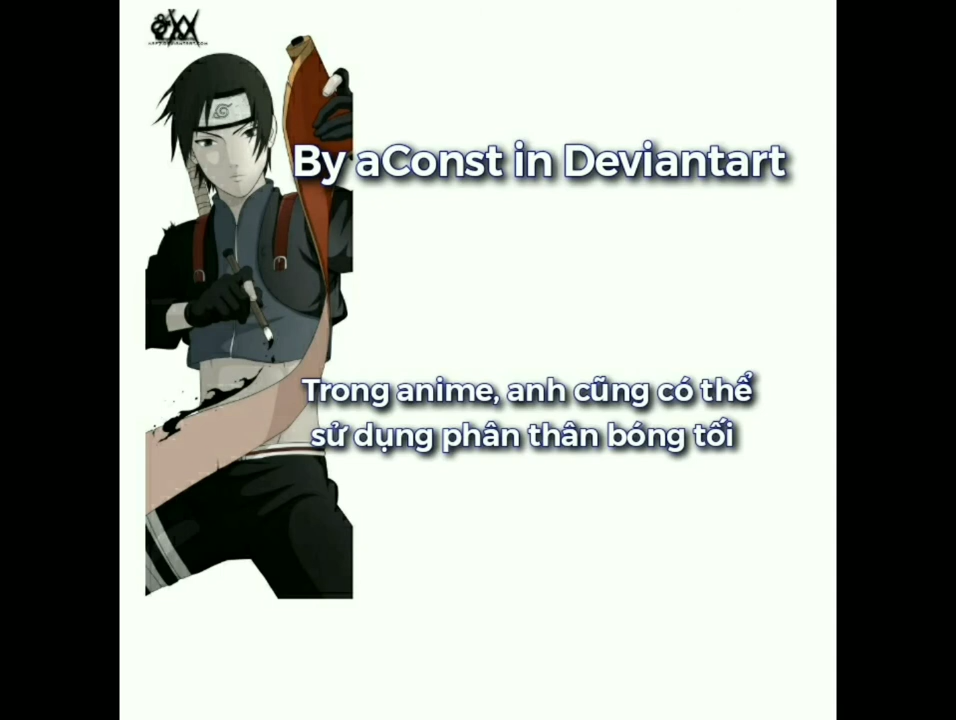 By aConst in Deviantart
Trong anime, anh cũng có thể
sử dụng phân thân bóng tối